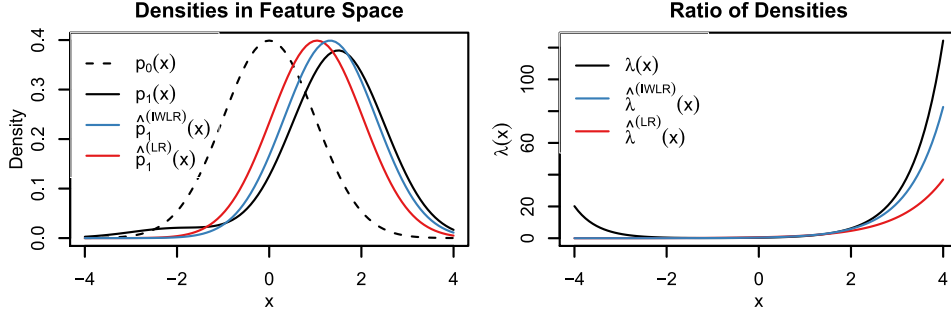 Densities in Feature Space
Density
0.0 0.1 0.2 0.3 0.4
p₀(x)
p₁(x)
p̂₁^(IWLR)(x)
p̂₁^(LR)(x)
−4 −2 0 2 4
x
Ratio of Densities
λ(x)
0 20 60 100
λ(x)
λ̂^(IWLR)(x)
λ̂^(LR)(x)
−4 −2 0 2 4
x